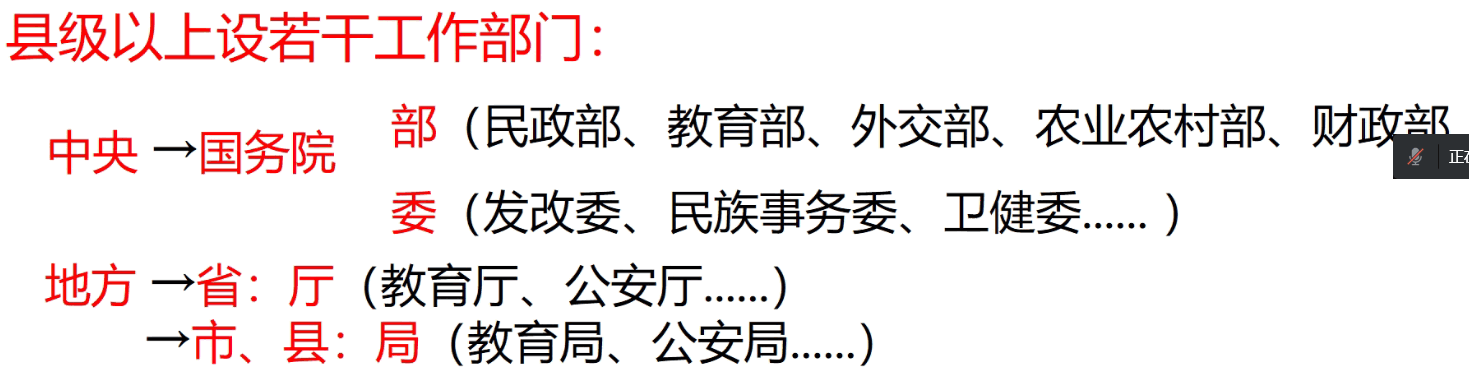 县级以上设若干工作部门：
部（民政部、教育部、外交部、农业农村部、财政部
中央→国务院
委（发改委、民族事务委、卫健委......）
地方→省：厅（教育厅、公安厅......）
→市、县：局（教育局、公安局......）
正在